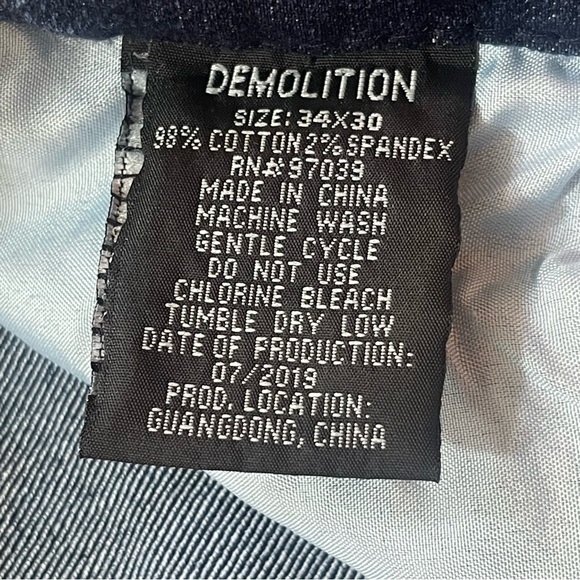 DEMOLITION
SIZE: 34X30
98% COTTON 2% SPANDEX
RN# 97039
MADE IN CHINA
MACHINE WASH
GENTLE CYCLE
DO NOT USE
CHLORINE BLEACH
TUMBLE DRY LOW
DATE OF PRODUCTION:
07/2019
PROD. LOCATION:
GUANGDONG, CHINA